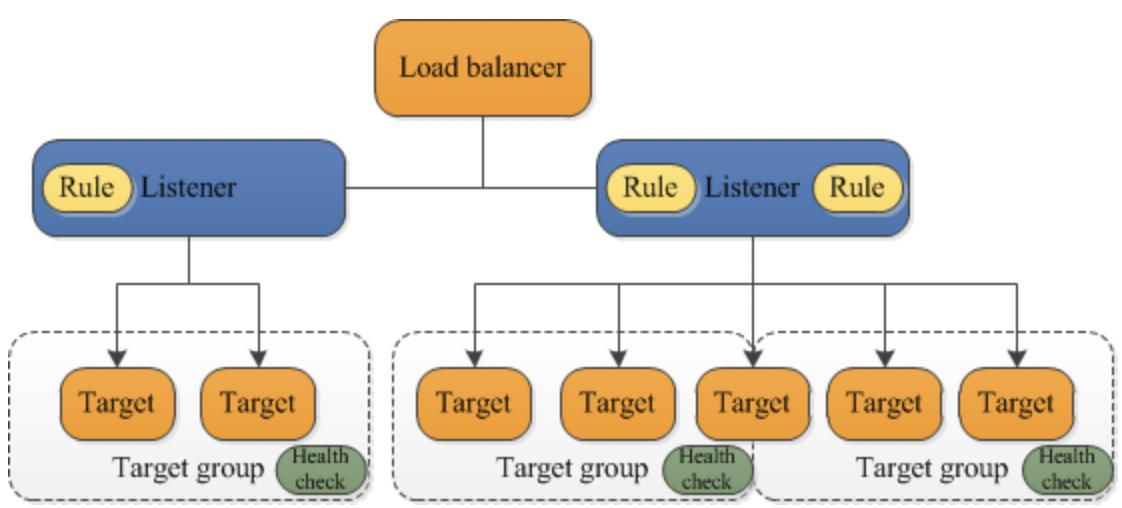 Load balancer
Rule Listener
Rule Listener Rule
Target Target
Target Target Target Target Target
Target group Health check
Target group Health check
Target group Health check